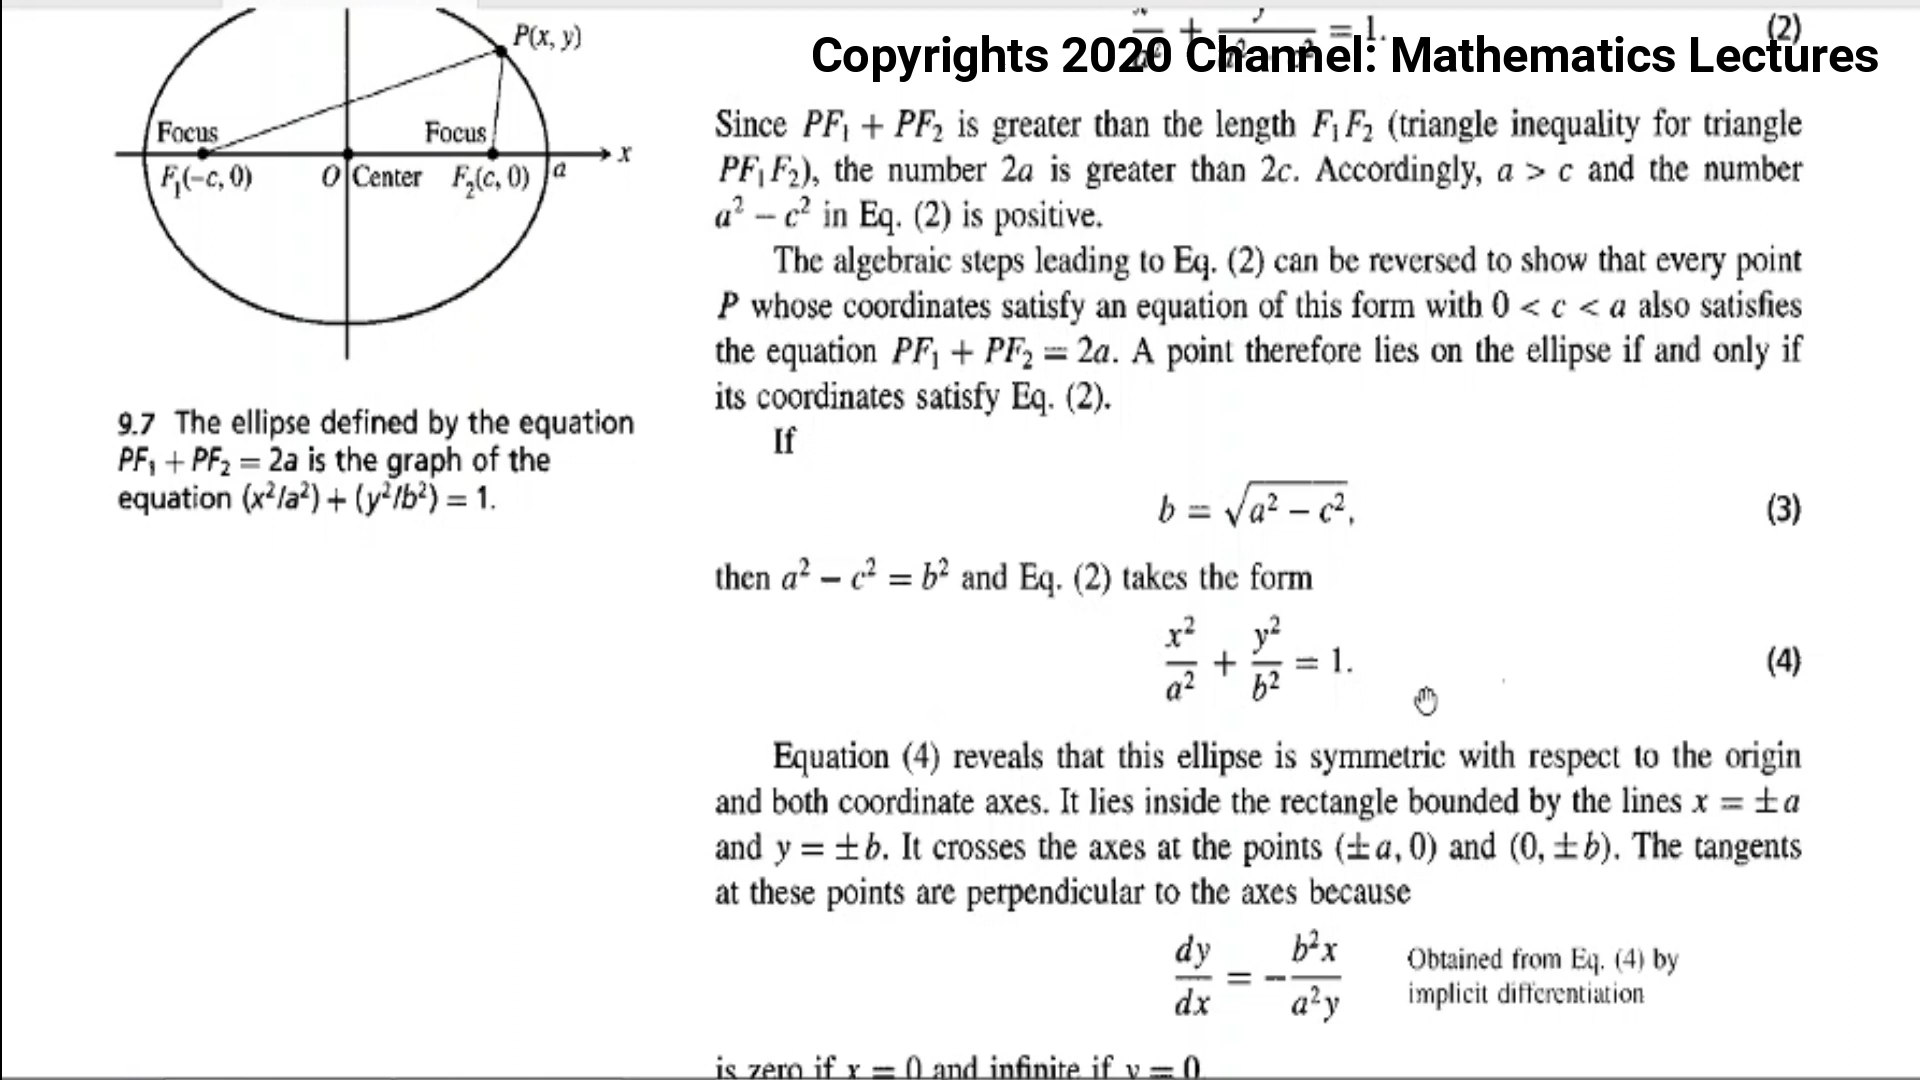 P(x, y)
Focus
Focus
x
F₁(−c, 0)
O
Center
F₂(c, 0)
a
9.7 The ellipse defined by the equation
PF₁ + PF₂ = 2a is the graph of the
equation (x²/a²) + (y²/b²) = 1.
= 1. (2)
Copyrights 2020 Channel: Mathematics Lectures
Since PF₁ + PF₂ is greater than the length F₁F₂ (triangle inequality for triangle
PF₁F₂), the number 2a is greater than 2c. Accordingly, a > c and the number
a² − c² in Eq. (2) is positive.
The algebraic steps leading to Eq. (2) can be reversed to show that every point
P whose coordinates satisfy an equation of this form with 0 < c < a also satisfies
the equation PF₁ + PF₂ = 2a. A point therefore lies on the ellipse if and only if
its coordinates satisfy Eq. (2).
If
b = √(a² − c²), (3)
then a² − c² = b² and Eq. (2) takes the form
x²/a² + y²/b² = 1. (4)
Equation (4) reveals that this ellipse is symmetric with respect to the origin
and both coordinate axes. It lies inside the rectangle bounded by the lines x = ±a
and y = ±b. It crosses the axes at the points (±a, 0) and (0, ±b). The tangents
at these points are perpendicular to the axes because
dy/dx = −b²x/a²y
Obtained from Eq. (4) by
implicit differentiation
is zero if x = 0 and infinite if y = 0